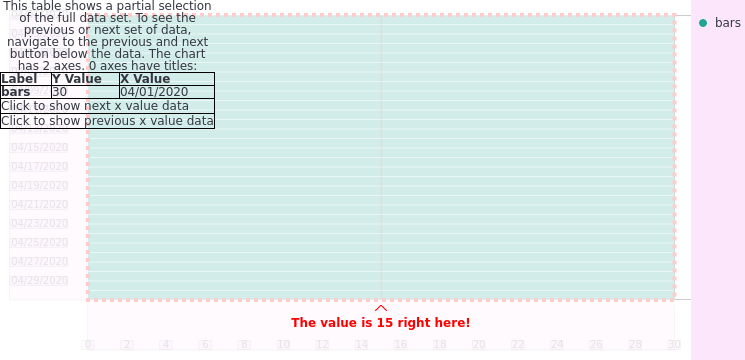 This table shows a partial selection
of the full data set. To see the
previous or next set of data,
navigate to the previous and next
button below the data. The chart
has 2 axes. 0 axes have titles:
Label Y Value X Value
bars 30 04/01/2020
Click to show next x value data
Click to show previous x value data
bars
04/15/2020
04/17/2020
04/19/2020
04/21/2020
04/23/2020
04/25/2020
04/27/2020
04/29/2020
The value is 15 right here!
0 2 4 6 8 10 12 14 16 18 20 22 24 26 28 30